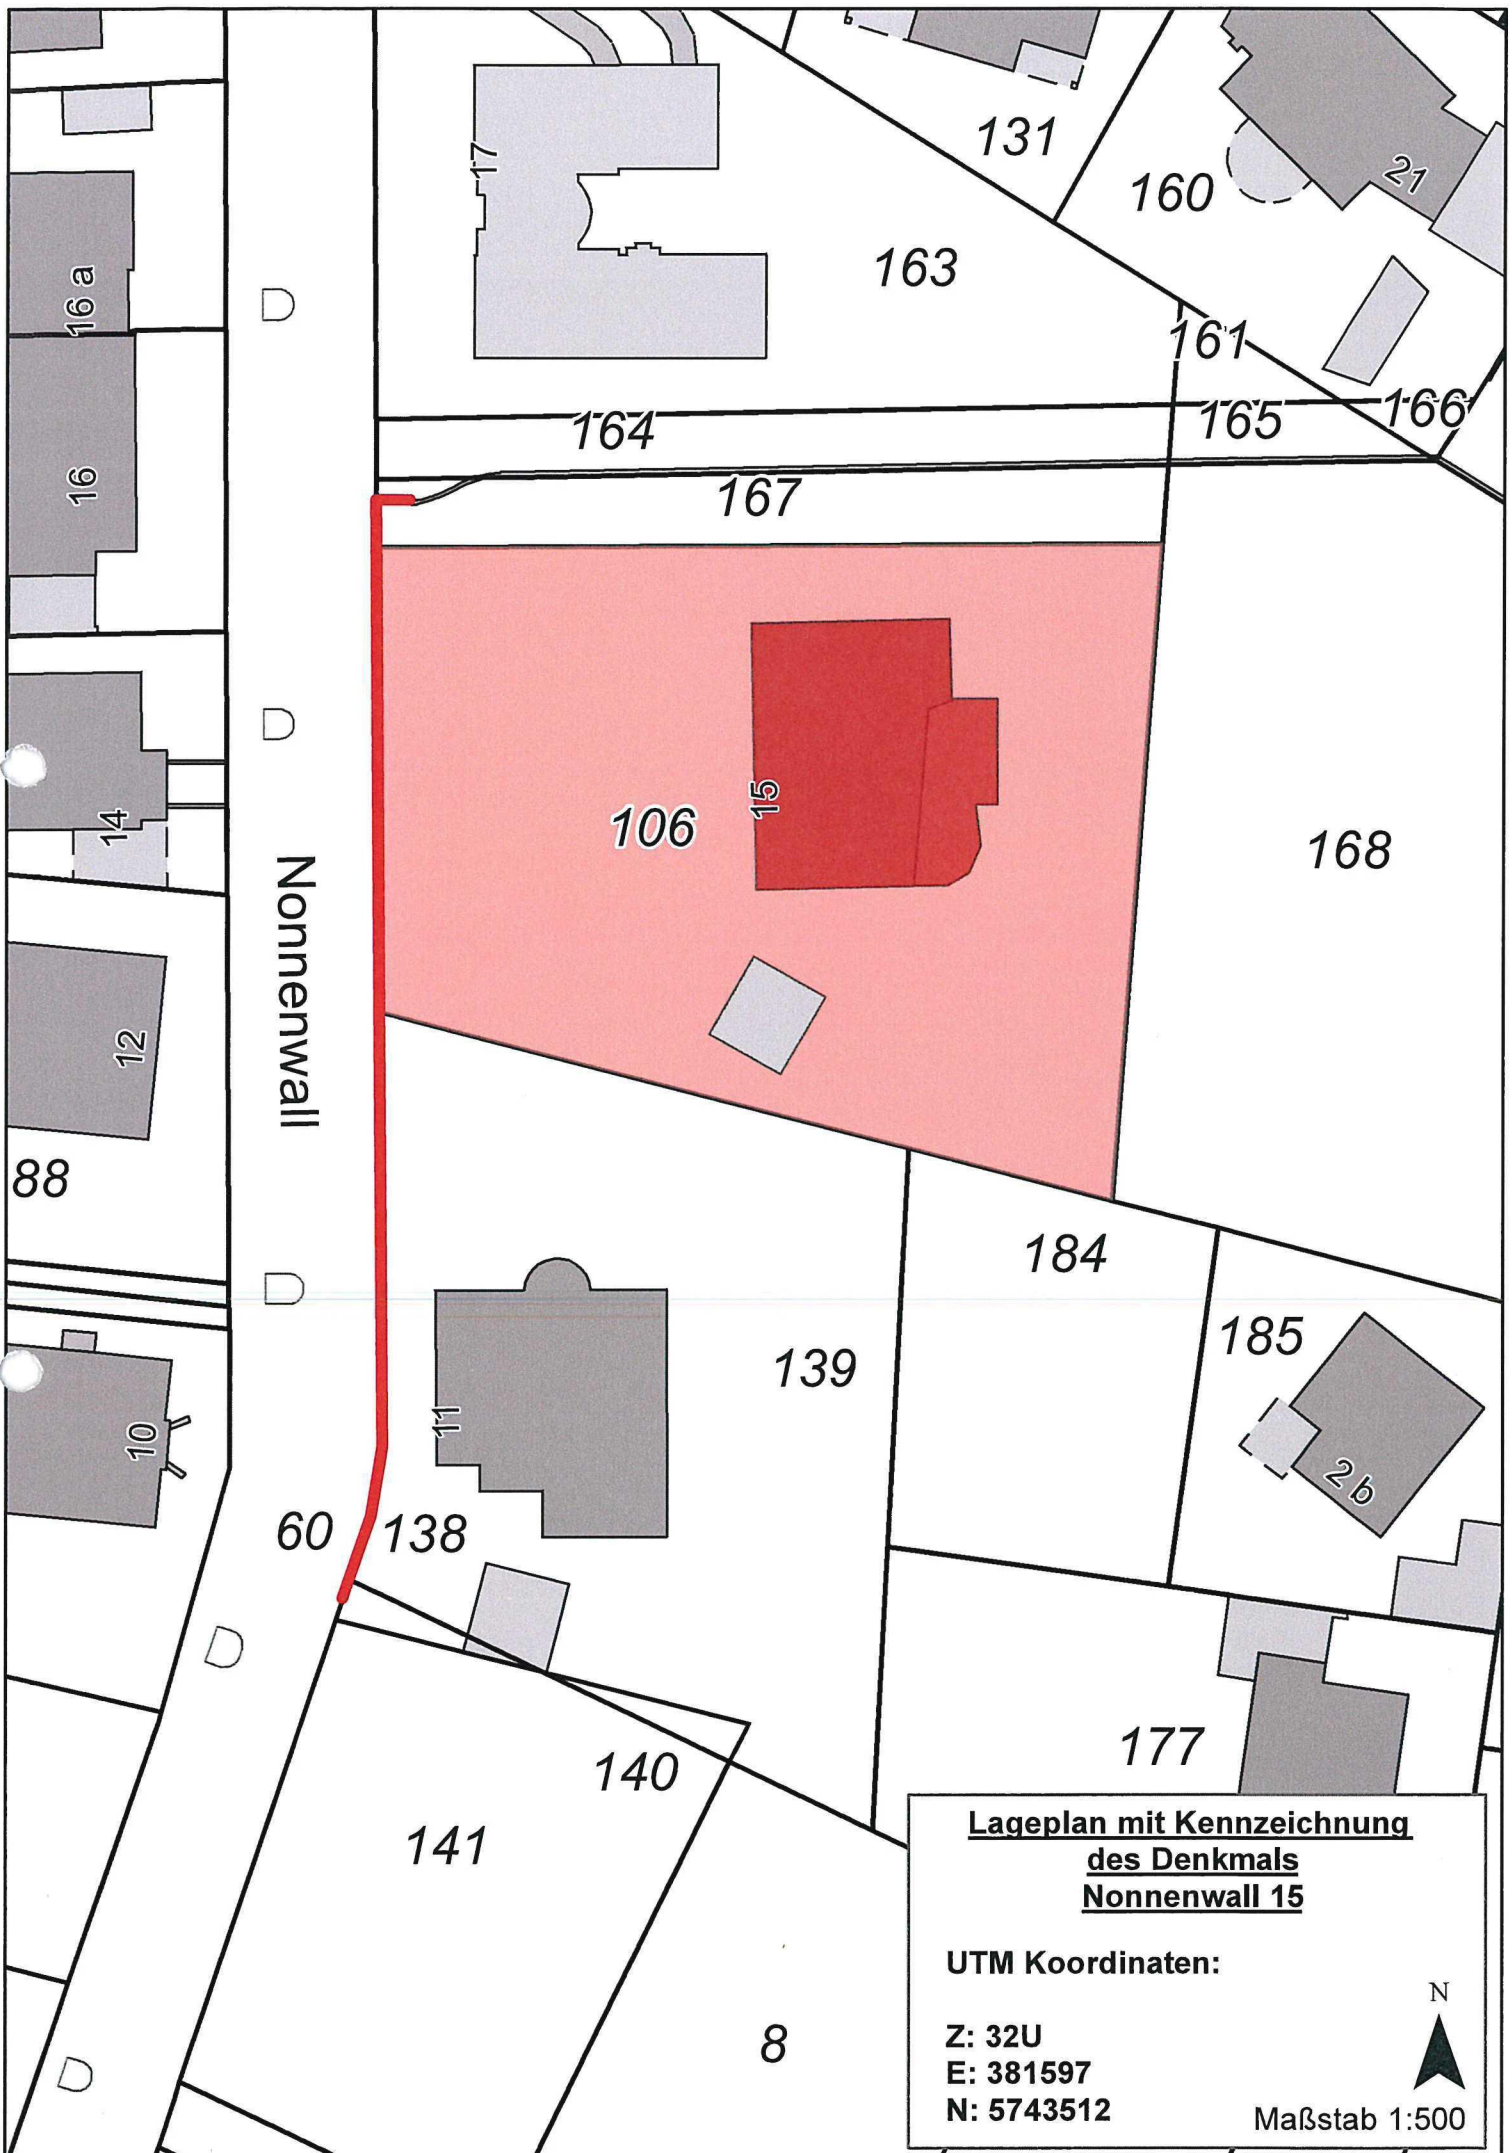 131
17
160
21
163
16 a
161
164
165
166
16
167
15
14
106
168
Nonnenwall
12
88
184
185
139
11
10
2 b
60
138
140
177
141
8
Lageplan mit Kennzeichnung
des Denkmals
Nonnenwall 15
UTM Koordinaten:
N
Z: 32U
E: 381597
N: 5743512
Maßstab 1:500